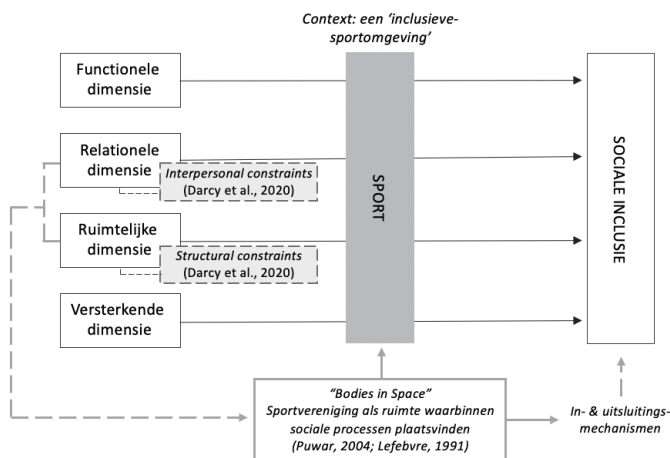 Context: een ‘inclusieve-
sportomgeving’
Functionele
dimensie
Relationele
dimensie
Interpersonal constraints
(Darcy et al., 2020)
Ruimtelijke
dimensie
Structural constraints
(Darcy et al., 2020)
Versterkende
dimensie
SPORT
SOCIALE INCLUSIE
“Bodies in Space”
Sportvereniging als ruimte waarbinnen
sociale processen plaatsvinden
(Puwar, 2004; Lefebvre, 1991)
In- & uitsluitings-
mechanismen